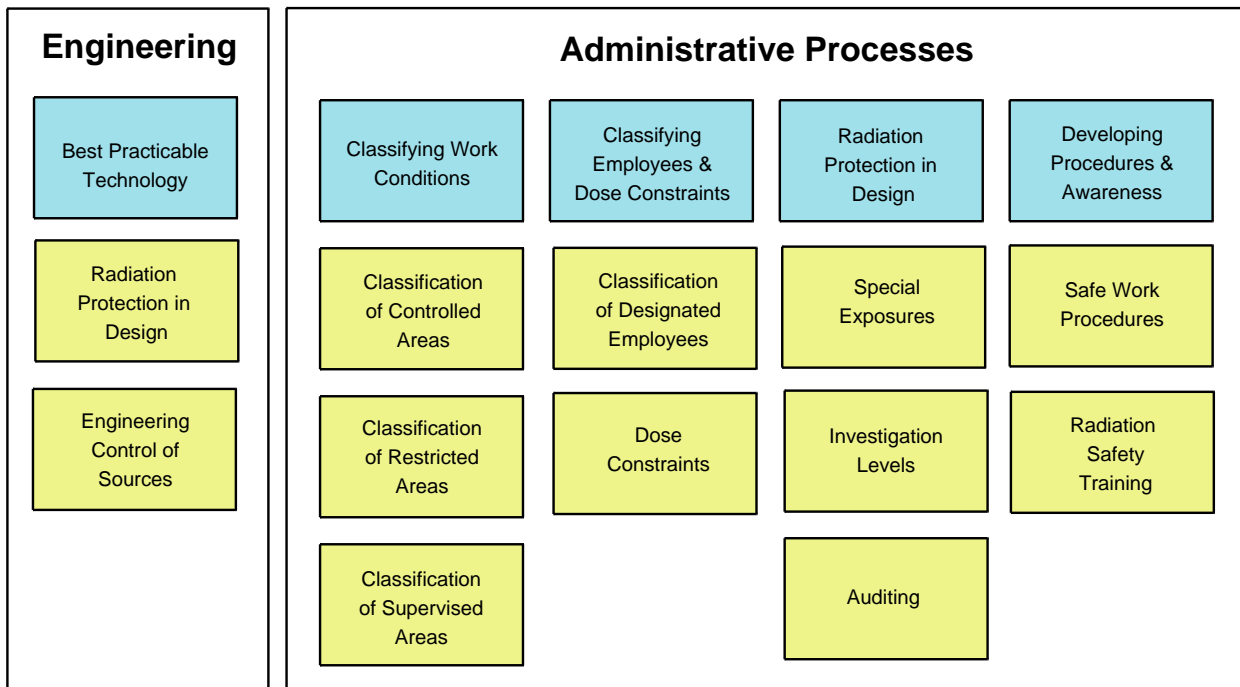 Engineering
Best Practicable
Technology
Radiation
Protection in
Design
Engineering
Control of
Sources
Administrative Processes
Classifying Work
Conditions
Classification
of Controlled
Areas
Classification
of Restricted
Areas
Classification
of Supervised
Areas
Classifying
Employees &
Dose Constraints
Classification
of Designated
Employees
Dose
Constraints
Radiation
Protection in
Design
Special
Exposures
Investigation
Levels
Auditing
Developing
Procedures &
Awareness
Safe Work
Procedures
Radiation
Safety
Training